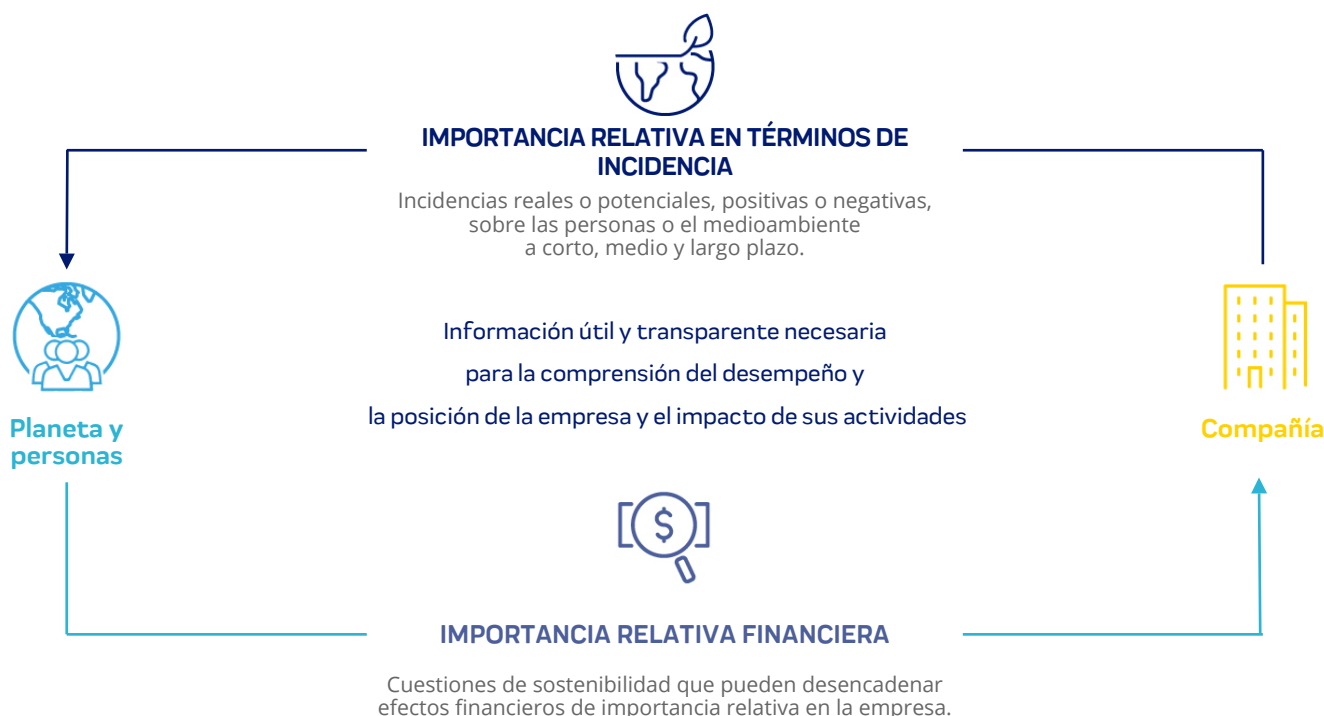 IMPORTANCIA RELATIVA EN TÉRMINOS DE
INCIDENCIA
Incidencias reales o potenciales, positivas o negativas,
sobre las personas o el medioambiente
a corto, medio y largo plazo.
Información útil y transparente necesaria
para la comprensión del desempeño y
la posición de la empresa y el impacto de sus actividades
Planeta y
personas
Compañía
$
IMPORTANCIA RELATIVA FINANCIERA
Cuestiones de sostenibilidad que pueden desencadenar
efectos financieros de importancia relativa en la empresa.